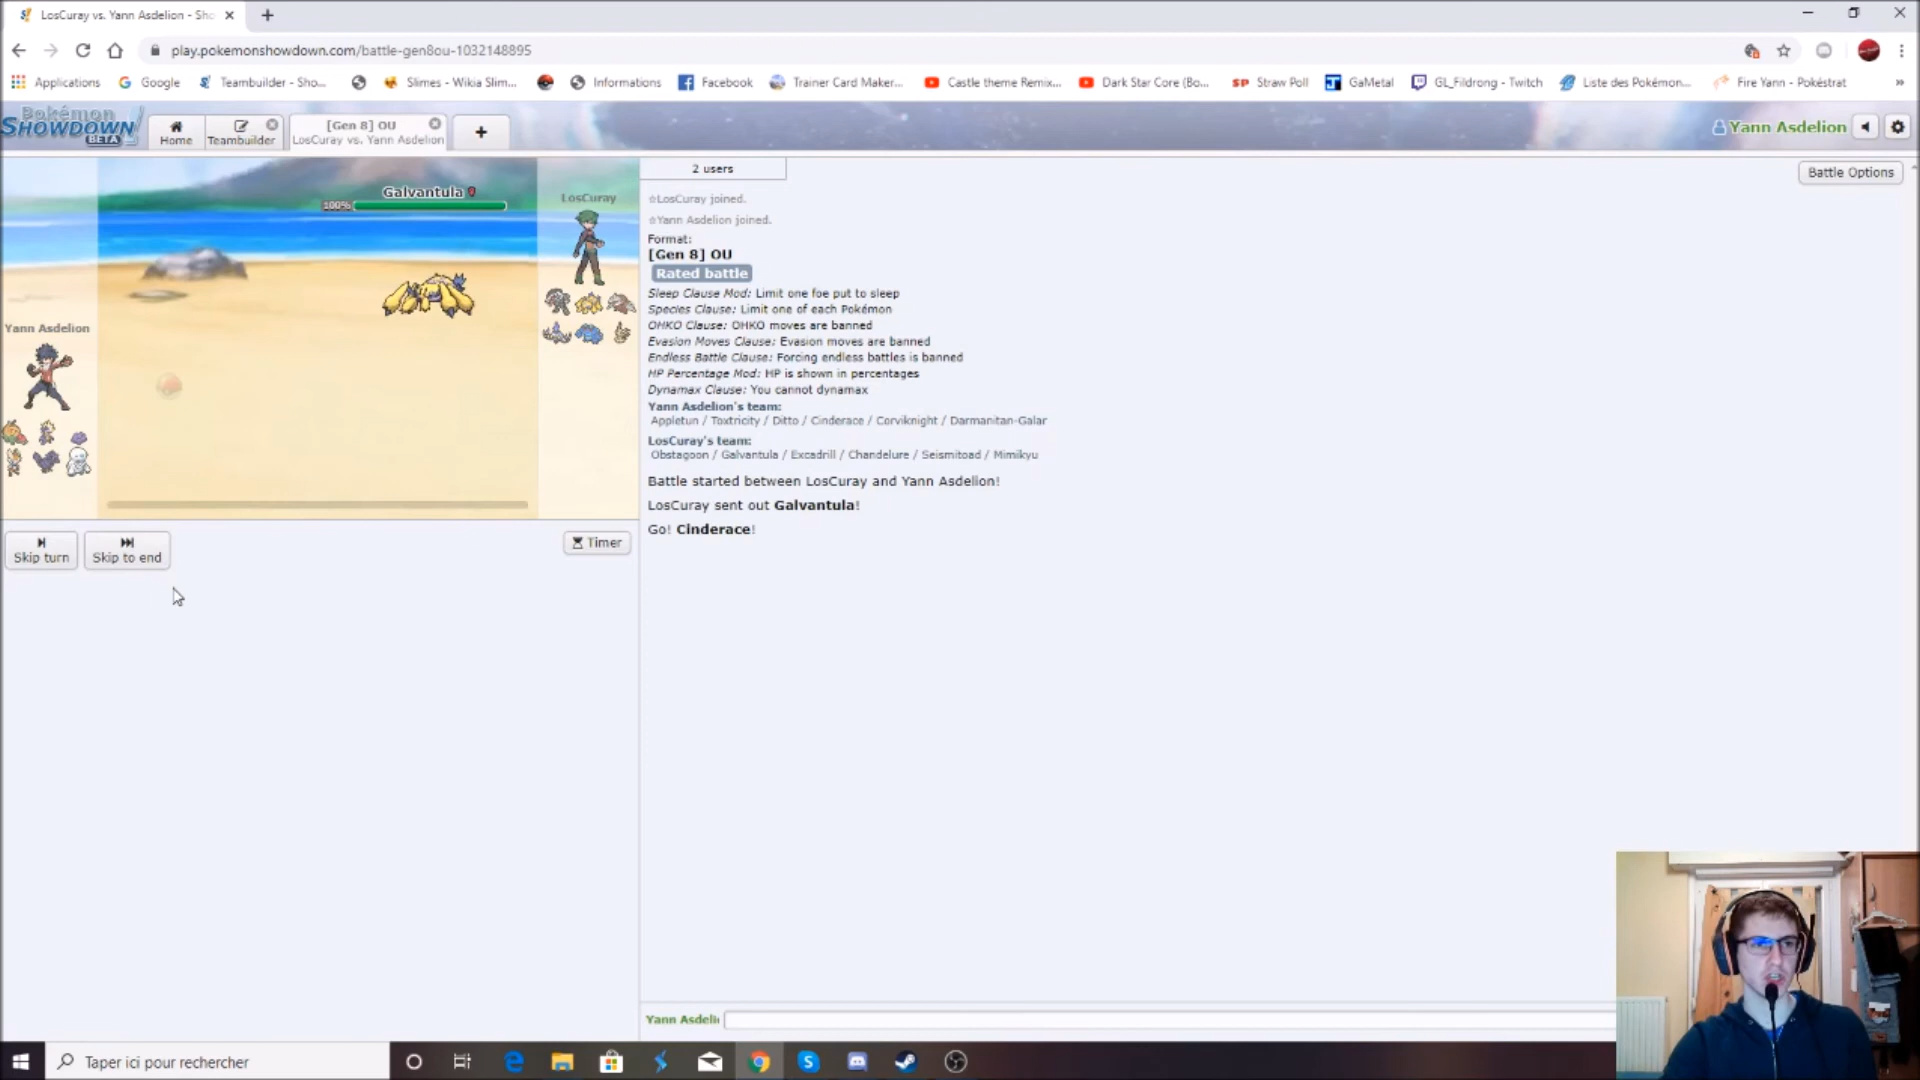 LosCuray vs. Yann Asdelion - Sho
play.pokemonshowdown.com/battle-gen8ou-1032148895
Applications
Google
Teambuilder - Sho...
Slimes - Wikia Slim...
Informations
Facebook
Trainer Card Maker...
Castle theme Remix...
Dark Star Core (Bo...
SP Straw Poll
GaMetal
GL_Fildrong - Twitch
Liste des Pokémon...
Fire Yann - Pokéstrat
»
Pokémon
SHOWDOWN
BETA
Home
Teambuilder
[Gen 8] OU
LosCuray vs. Yann Asdelion
Yann Asdelion
Galvantula
100%
LosCuray
Yann Asdelion
Skip turn
Skip to end
Timer
2 users
Battle Options
☆LosCuray joined.
☆Yann Asdelion joined.
Format:
[Gen 8] OU
Rated battle
Sleep Clause Mod: Limit one foe put to sleep
Species Clause: Limit one of each Pokémon
OHKO Clause: OHKO moves are banned
Evasion Moves Clause: Evasion moves are banned
Endless Battle Clause: Forcing endless battles is banned
HP Percentage Mod: HP is shown in percentages
Dynamax Clause: You cannot dynamax
Yann Asdelion's team:
Appletun / Toxtricity / Ditto / Cinderace / Corviknight / Darmanitan-Galar
LosCuray's team:
Obstagoon / Galvantula / Excadrill / Chandelure / Seismitoad / Mimikyu
Battle started between LosCuray and Yann Asdelion!
LosCuray sent out Galvantula!
Go! Cinderace!
Yann Asdeli
Taper ici pour rechercher